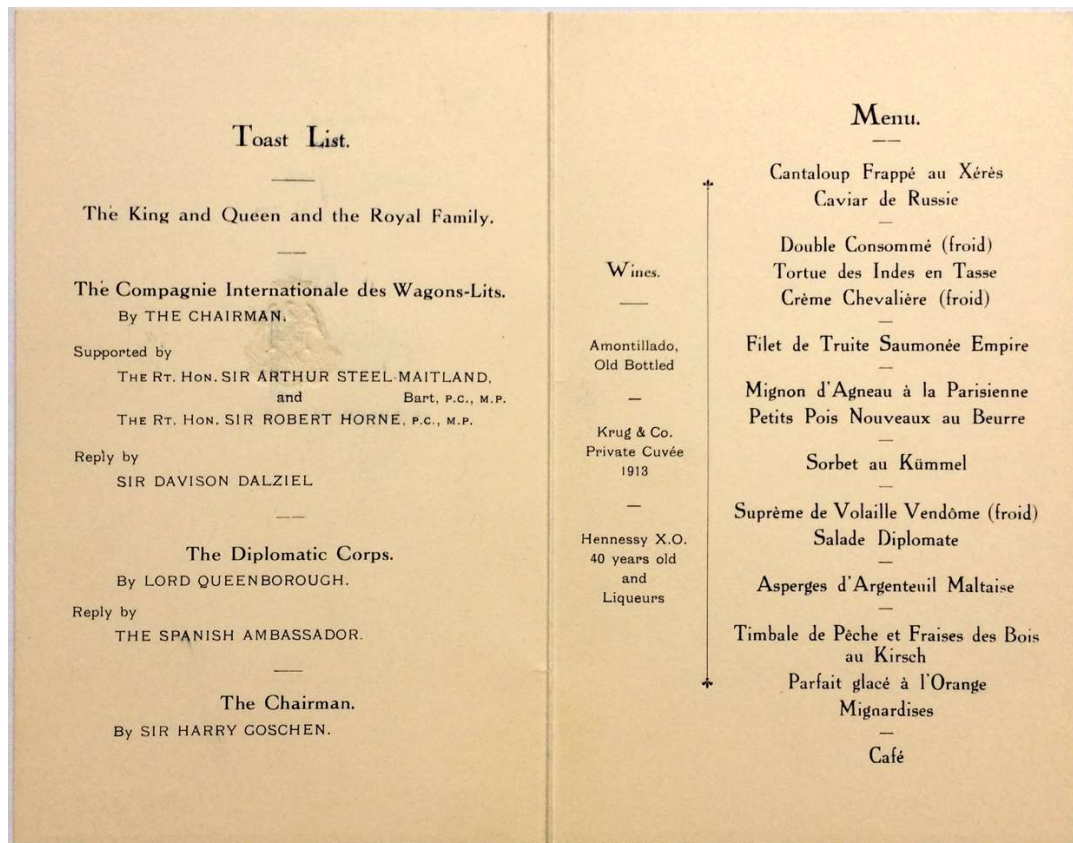 Toast List.
The King and Queen and the Royal Family.
The Compagnie Internationale des Wagons-Lits.
By THE CHAIRMAN,
Supported by
THE RT. HON. SIR ARTHUR STEEL-MAITLAND,
and Bart, P.C., M.P.
THE RT. HON. SIR ROBERT HORNE, P.C., M.P.
Reply by
SIR DAVISON DALZIEL
The Diplomatic Corps.
By LORD QUEENBOROUGH.
Reply by
THE SPANISH AMBASSADOR.
The Chairman.
By SIR HARRY GOSCHEN.
Wines.
Amontillado,
Old Bottled
Krug & Co.
Private Cuvée
1913
Hennessy X.O.
40 years old
and
Liqueurs
Menu.
Cantaloup Frappé au Xérès
Caviar de Russie
Double Consommé (froid)
Tortue des Indes en Tasse
Crème Chevalière (froid)
Filet de Truite Saumonée Empire
Mignon d'Agneau à la Parisienne
Petits Pois Nouveaux au Beurre
Sorbet au Kümmel
Suprème de Volaille Vendôme (froid)
Salade Diplomate
Asperges d'Argenteuil Maltaise
Timbale de Pêche et Fraises des Bois
au Kirsch
Parfait glacé à l'Orange
Mignardises
Café